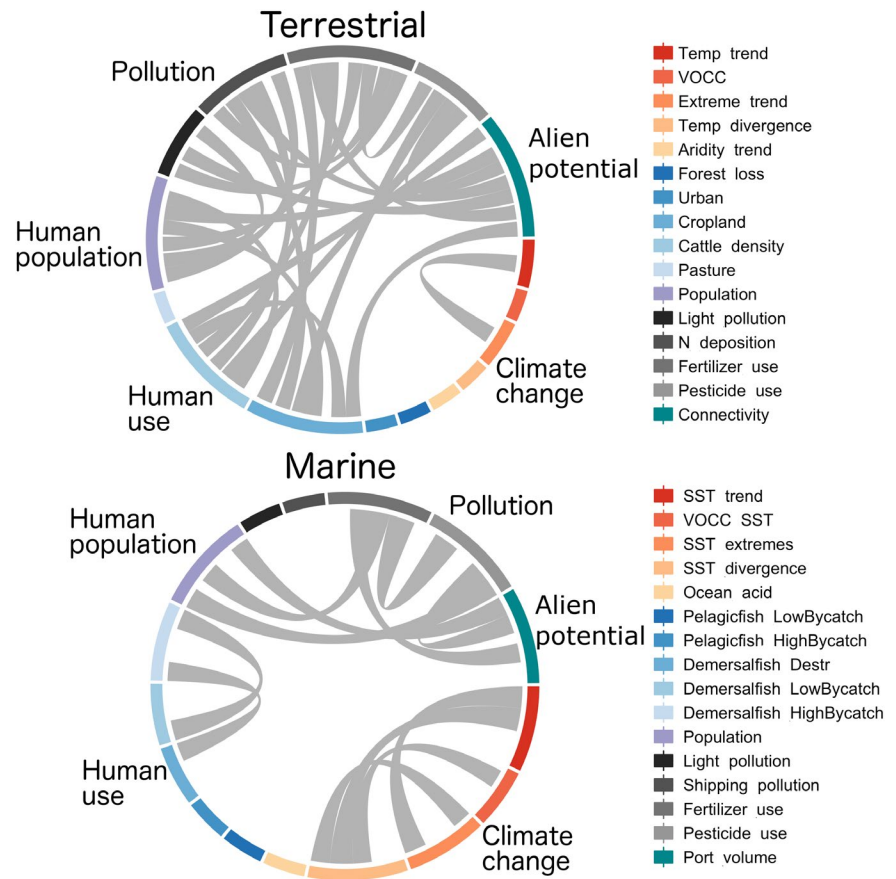 Terrestrial
Pollution
Alien
potential
Human
population
Human
use
Climate
change
Temp trend
VOCC
Extreme trend
Temp divergence
Aridity trend
Forest loss
Urban
Cropland
Cattle density
Pasture
Population
Light pollution
N deposition
Fertilizer use
Pesticide use
Connectivity
Marine
Human
population
Pollution
Alien
potential
Human
use
Climate
change
SST trend
VOCC SST
SST extremes
SST divergence
Ocean acid
Pelagicfish LowBycatch
Pelagicfish HighBycatch
Demersalfish Destr
Demersalfish LowBycatch
Demersalfish HighBycatch
Population
Light pollution
Shipping pollution
Fertilizer use
Pesticide use
Port volume